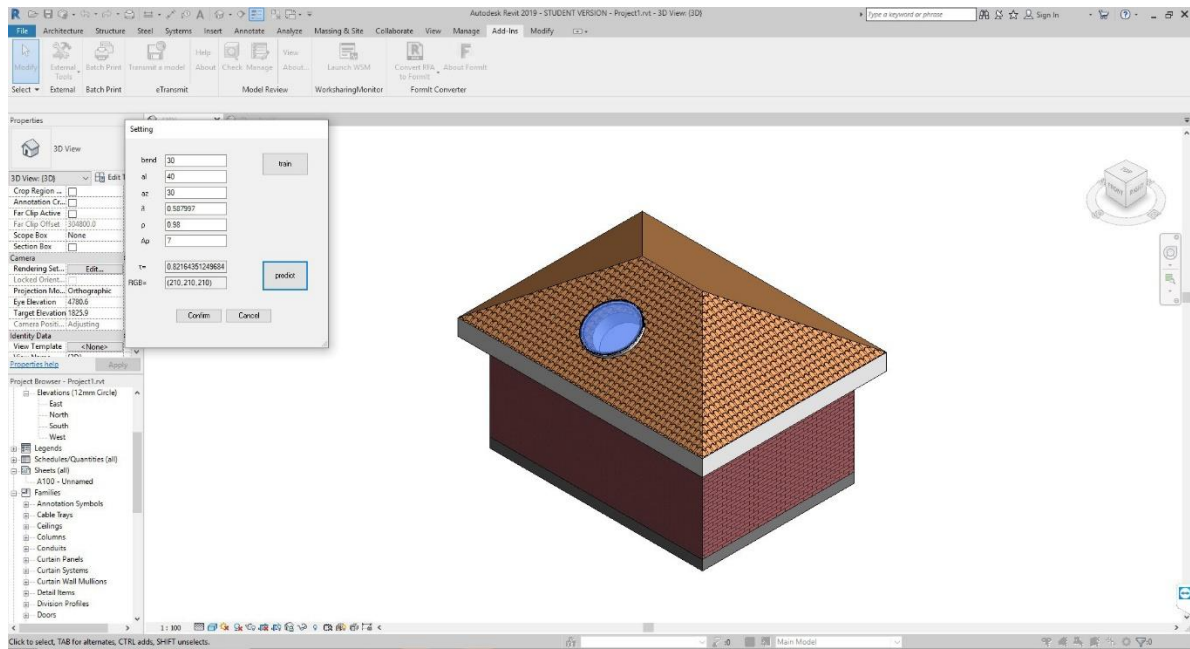 Autodesk Revit 2019 - STUDENT VERSION - Project1.rvt - 3D View: {3D}
Type a keyword or phrase
Sign In
File Architecture Structure Steel Systems Insert Annotate Analyze Massing & Site Collaborate View Manage Add-Ins Modify
Modify External Tools Batch Print Transmit a model Help About Check Manage View About... Launch WSM Convert RFA to Formit About Formit
Select External Batch Print eTransmit Model Review WorksharingMonitor FormIt Converter
Properties
3D View
3D View: {3D} Edit
Crop Region ...
Annotation Cr...
Far Clip Active
Far Clip Offset 304800.0
Scope Box None
Section Box
Camera
Rendering Set... Edit...
Locked Orient...
Projection Mo... Orthographic
Eye Elevation 4780.6
Target Elevation 1825.9
Camera Positi... Adjusting
Identity Data
View Template <None>
Properties help Apply
Setting
bend 30
train
al 40
az 30
0.507997
ρ 0.98
Ap 7
τ= 0.82164351249684
predict
RGB= (210, 210, 210)
Confirm Cancel
TOP
FRONT
RIGHT
Project Browser - Project1.rvt
Elevations (12mm Circle)
East
North
South
West
Legends
Schedules/Quantities (all)
Sheets (all)
A100 - Unnamed
Families
Annotation Symbols
Cable Trays
Ceilings
Columns
Conduits
Curtain Panels
Curtain Systems
Curtain Wall Mullions
Detail Items
Division Profiles
Doors
1 : 100
Click to select, TAB for alternates, CTRL adds, SHIFT unselects.
:0
Main Model
:0